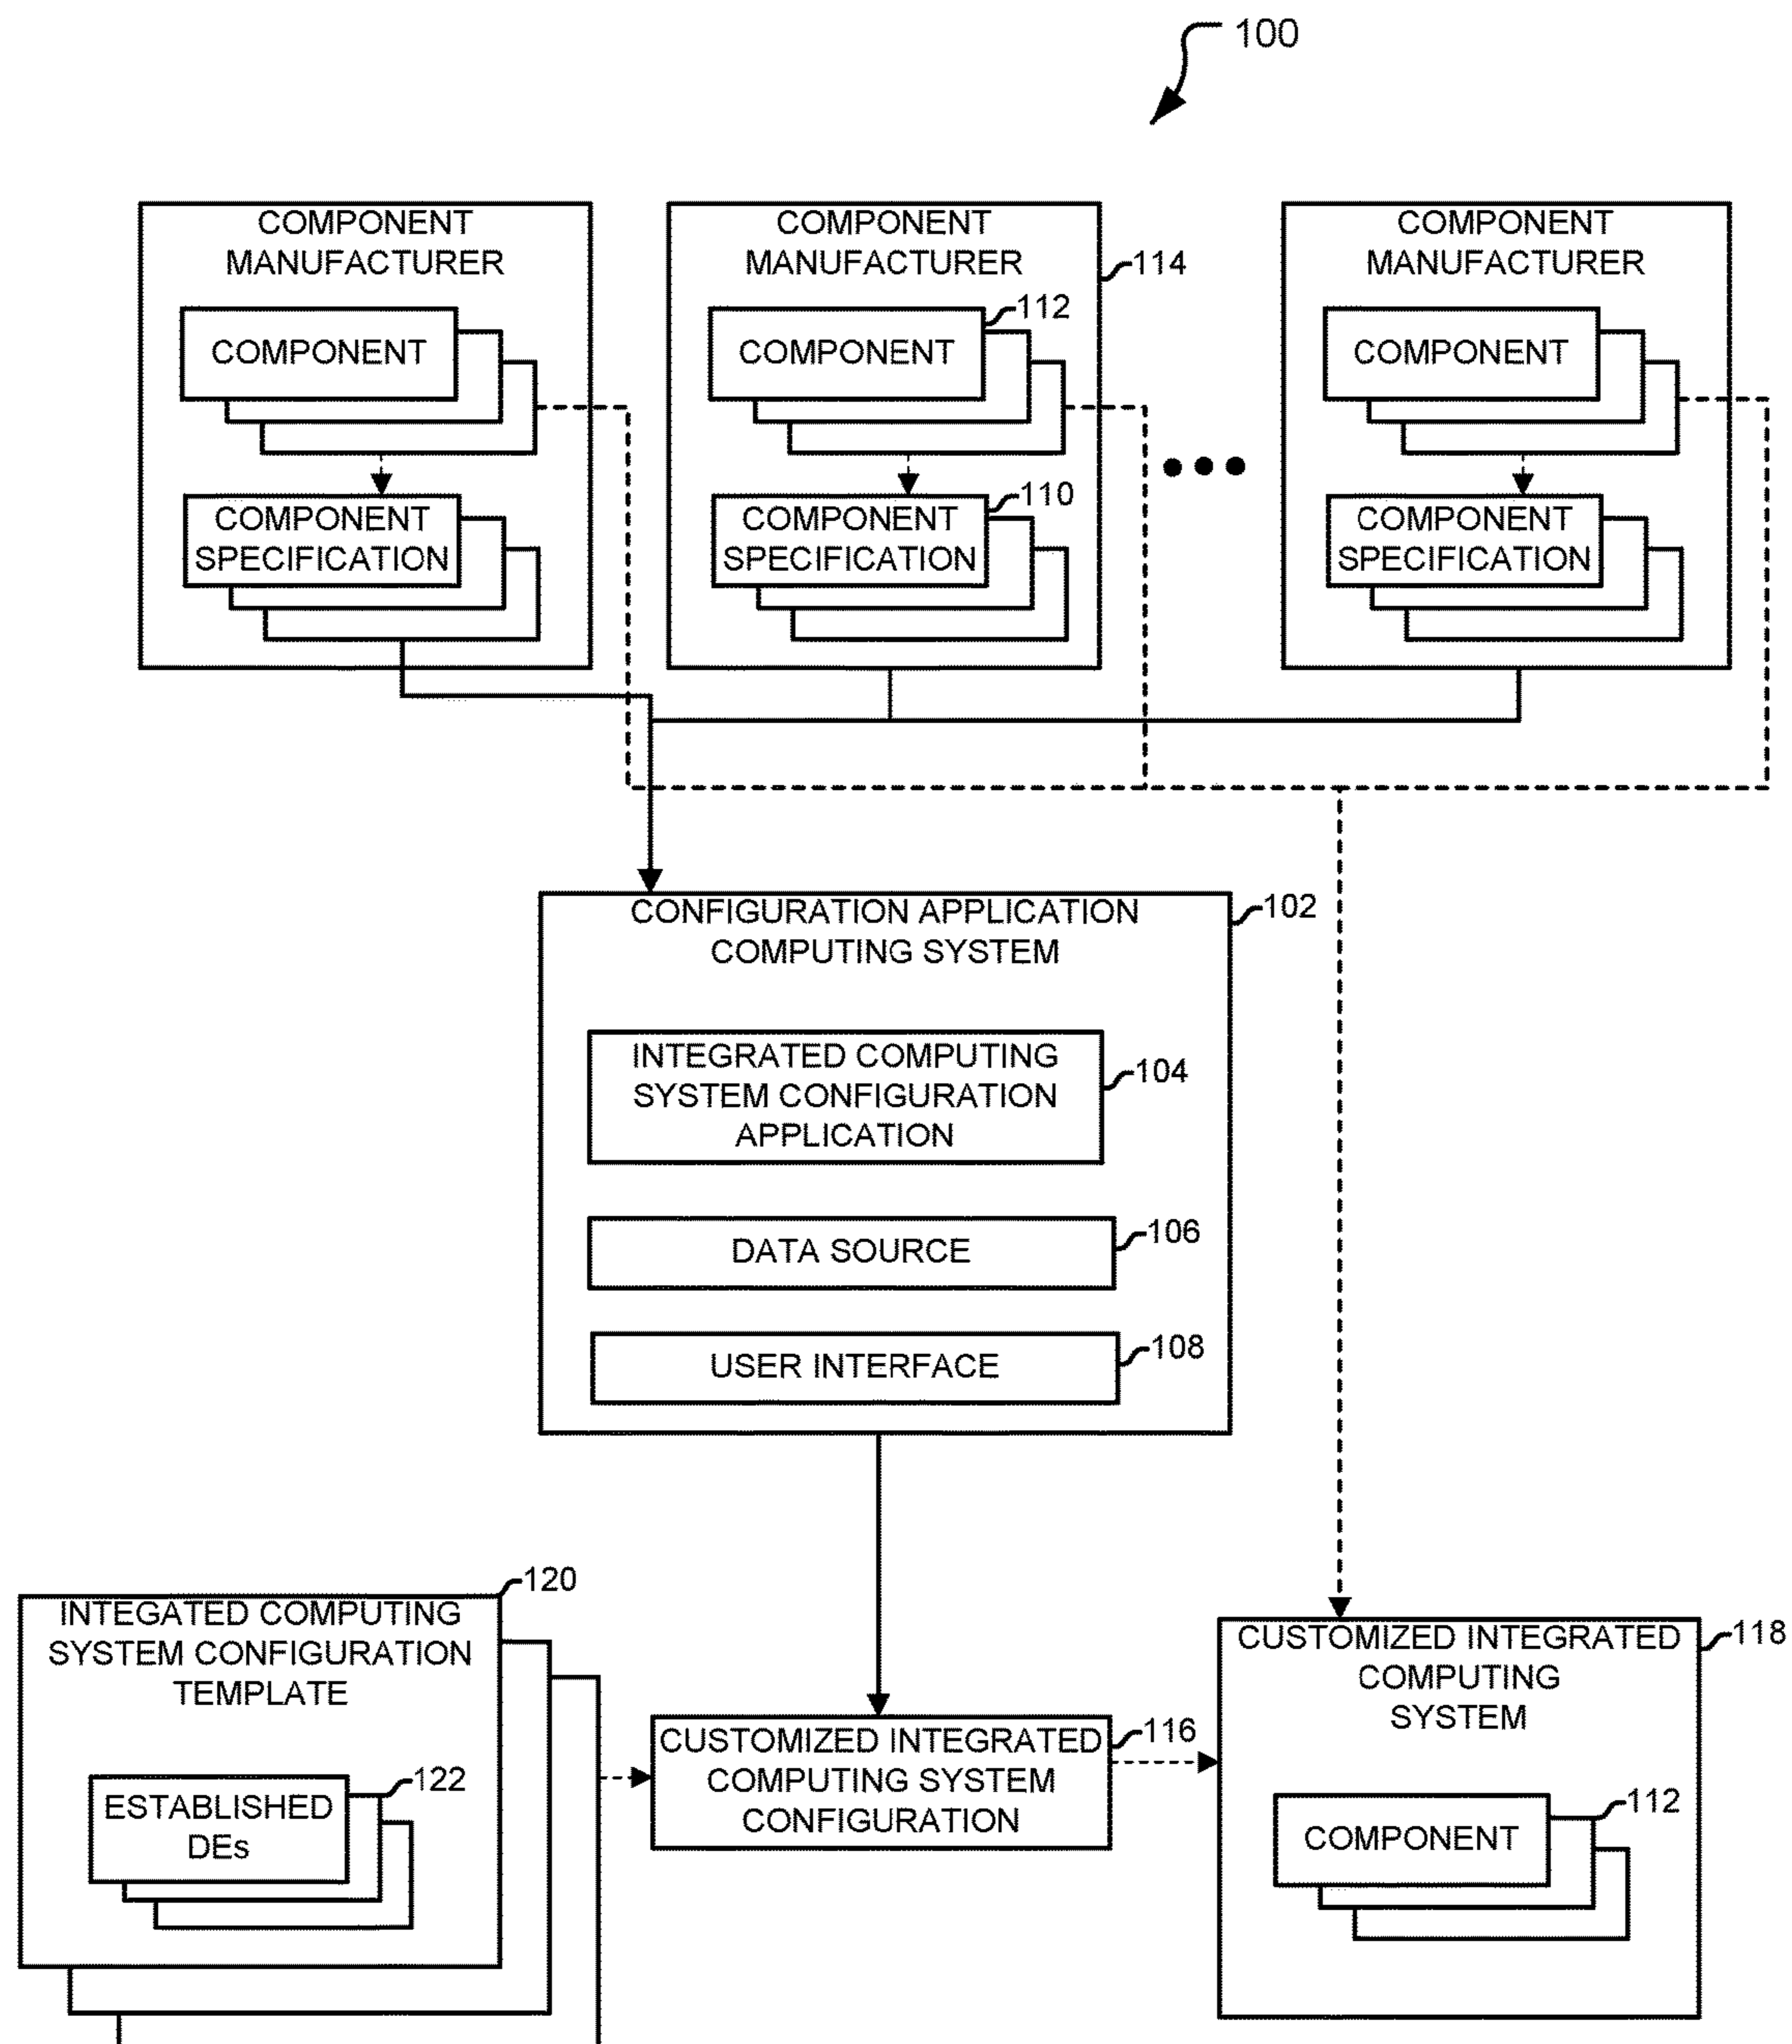 100
COMPONENT
MANUFACTURER
COMPONENT
COMPONENT
SPECIFICATION
COMPONENT
MANUFACTURER
114
112
COMPONENT
110
COMPONENT
SPECIFICATION
COMPONENT
MANUFACTURER
COMPONENT
COMPONENT
SPECIFICATION
CONFIGURATION APPLICATION
COMPUTING SYSTEM
102
INTEGRATED COMPUTING
SYSTEM CONFIGURATION
APPLICATION
104
DATA SOURCE
106
USER INTERFACE
108
120
INTEGATED COMPUTING
SYSTEM CONFIGURATION
TEMPLATE
122
ESTABLISHED
DEs
CUSTOMIZED INTEGRATED
COMPUTING SYSTEM
CONFIGURATION
116
CUSTOMIZED INTEGRATED
COMPUTING
SYSTEM
118
112
COMPONENT